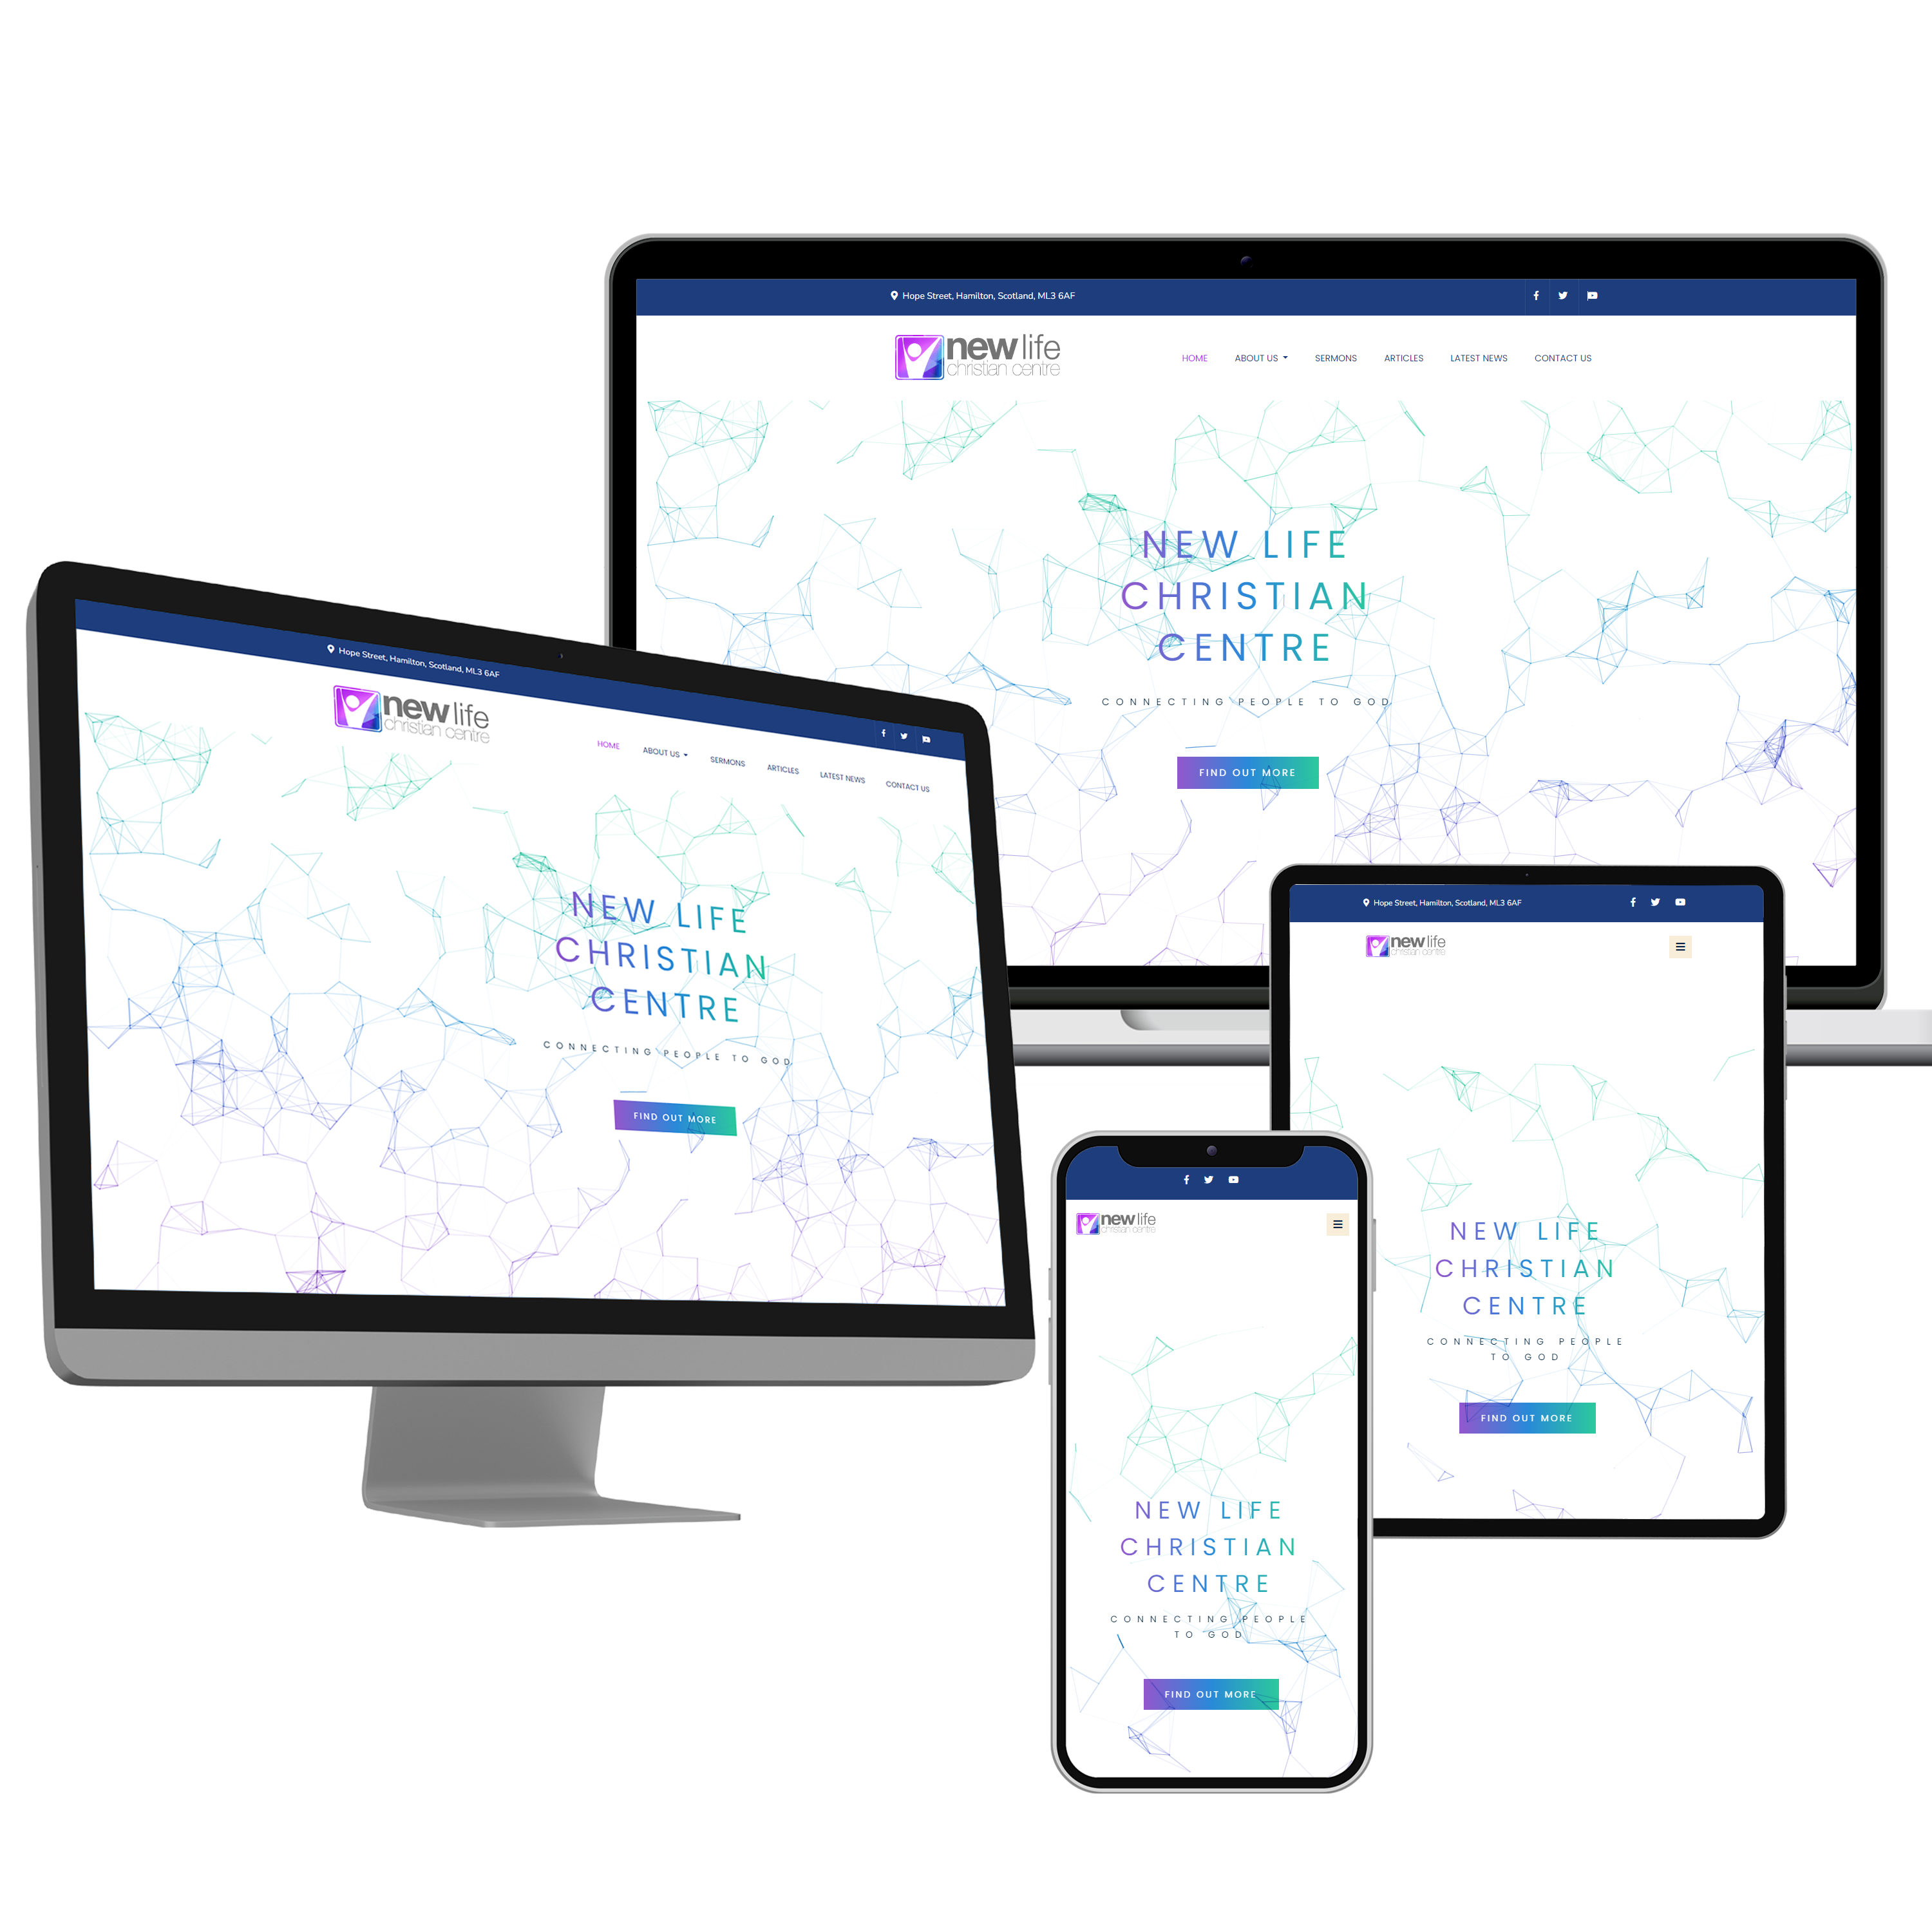 Hope Street, Hamilton, Scotland, ML3 6AF
new life
christian centre
HOME ABOUT US SERMONS ARTICLES LATEST NEWS CONTACT US
NEW LIFE
CHRISTIAN
CENTRE
CONNECTING PEOPLE TO GOD
FIND OUT MORE
Hope Street, Hamilton, Scotland, ML3 6AF
new life
christian centre
HOME ABOUT US SERMONS ARTICLES LATEST NEWS CONTACT US
NEW LIFE
CHRISTIAN
CENTRE
CONNECTING PEOPLE TO GOD
FIND OUT MORE
Hope Street, Hamilton, Scotland, ML3 6AF
new life
christian centre
NEW LIFE
CHRISTIAN
CENTRE
CONNECTING PEOPLE
TO GOD
FIND OUT MORE
new life
christian centre
NEW LIFE
CHRISTIAN
CENTRE
CONNECTING PEOPLE
TO GOD
FIND OUT MORE